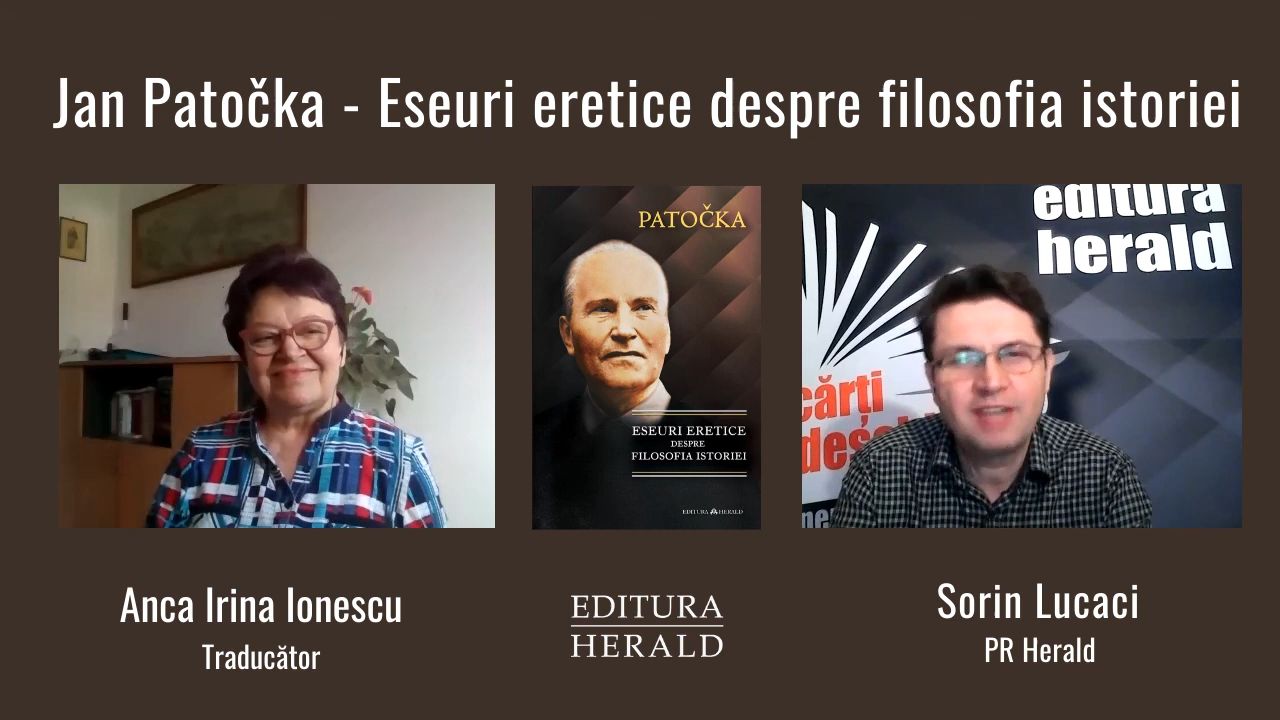 Jan Patočka - Eseuri eretice despre filosofia istoriei
PATOČKA
ESEURI ERETICE
DESPRE
FILOSOFIA ISTORIEI
EDITURA HERALD
editura
herald
cărți
Anca Irina Ionescu
Traducător
EDITURA
HERALD
Sorin Lucaci
PR Herald